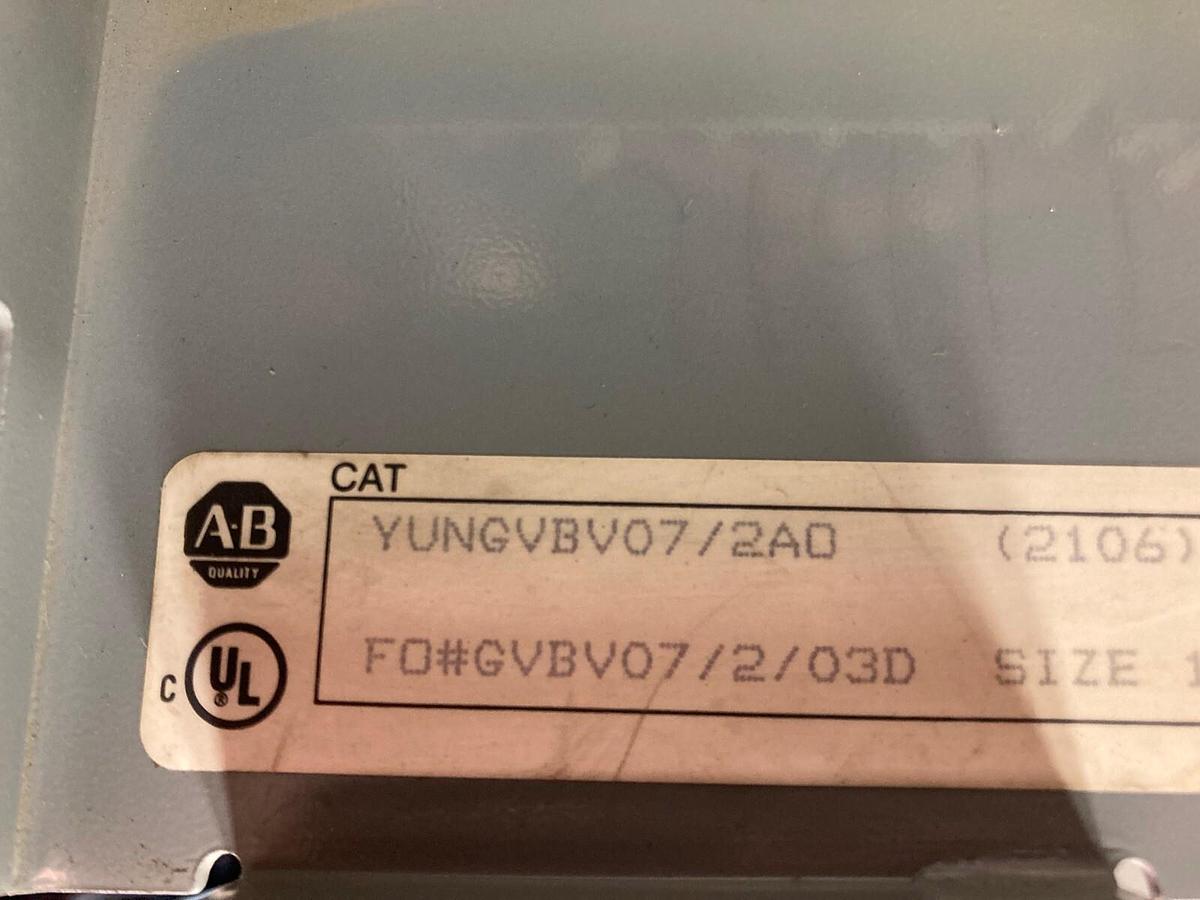 CAT
A-B
QUALITY
YUNGVBV07/2A0 (2106)
FO#GVBV07/2/03D SIZE 1
C UL ®